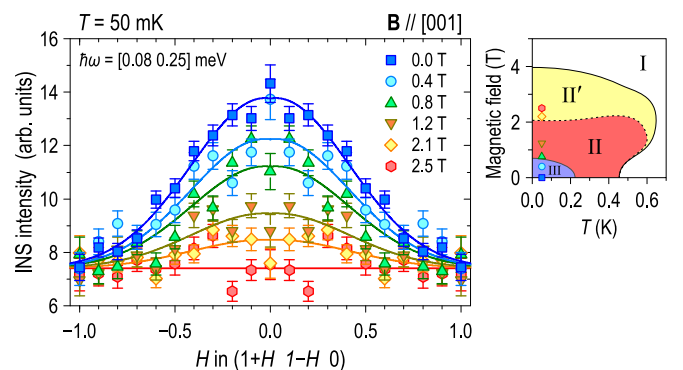 T = 50 mK
B // [001]
ℏω = [0.08 0.25] meV
0.0 T
0.4 T
0.8 T
1.2 T
2.1 T
2.5 T
INS intensity (arb. units)
16
14
12
10
8
6
-1.0 -0.5 0.0 0.5 1.0
H in (1+H 1−H 0)
Magnetic field (T)
6
4
2
0
I
II′
II
III
0.0 0.2 0.4 0.6 0.8
T (K)